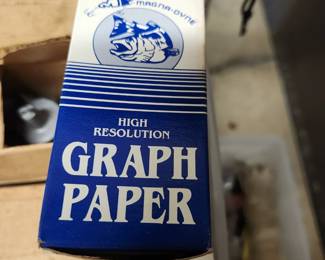 MAGNA-DYNE
HIGH
RESOLUTION
GRAPH
PAPER